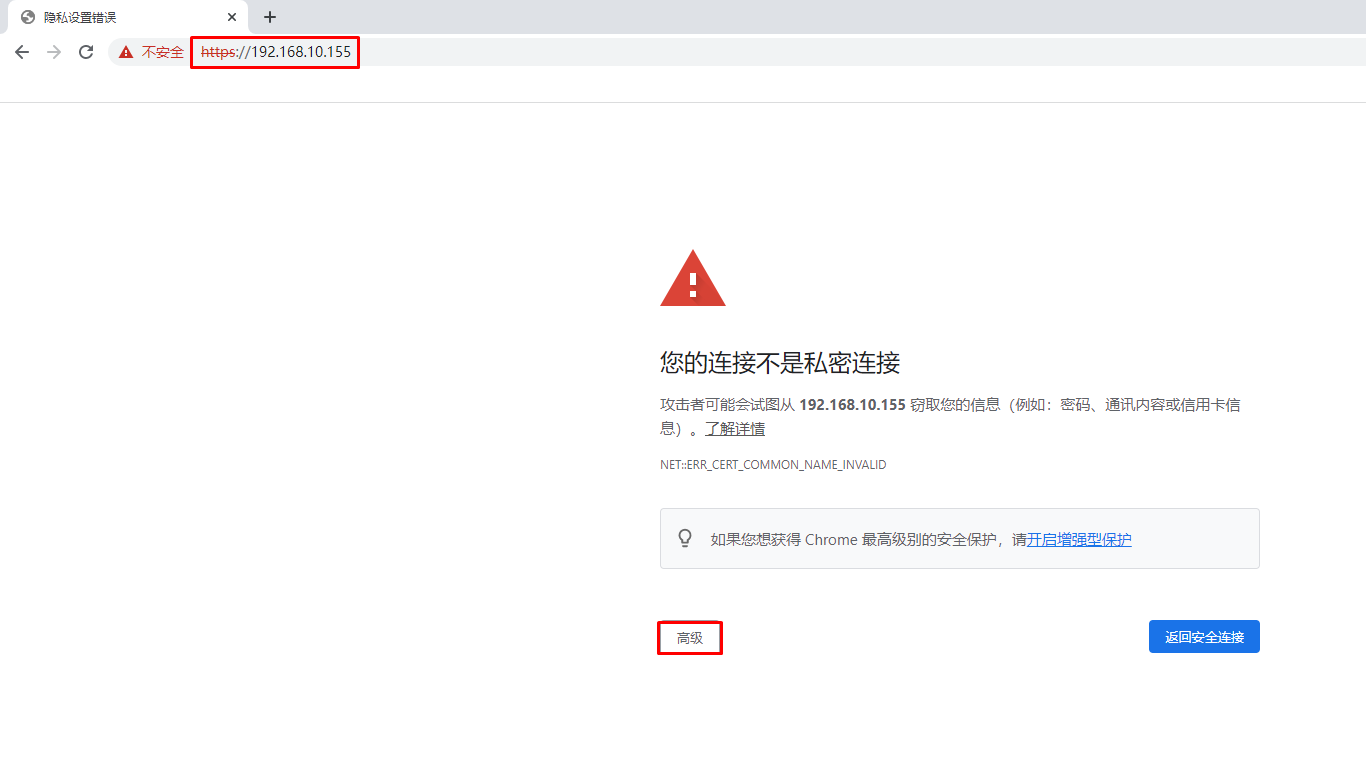 隐私设置错误
不安全 https://192.168.10.155
您的连接不是私密连接
攻击者可能会试图从 192.168.10.155 窃取您的信息（例如：密码、通讯内容或信用卡信
息）。了解详情
NET::ERR_CERT_COMMON_NAME_INVALID
如果您想获得 Chrome 最高级别的安全保护，请开启增强型保护
高级
返回安全连接